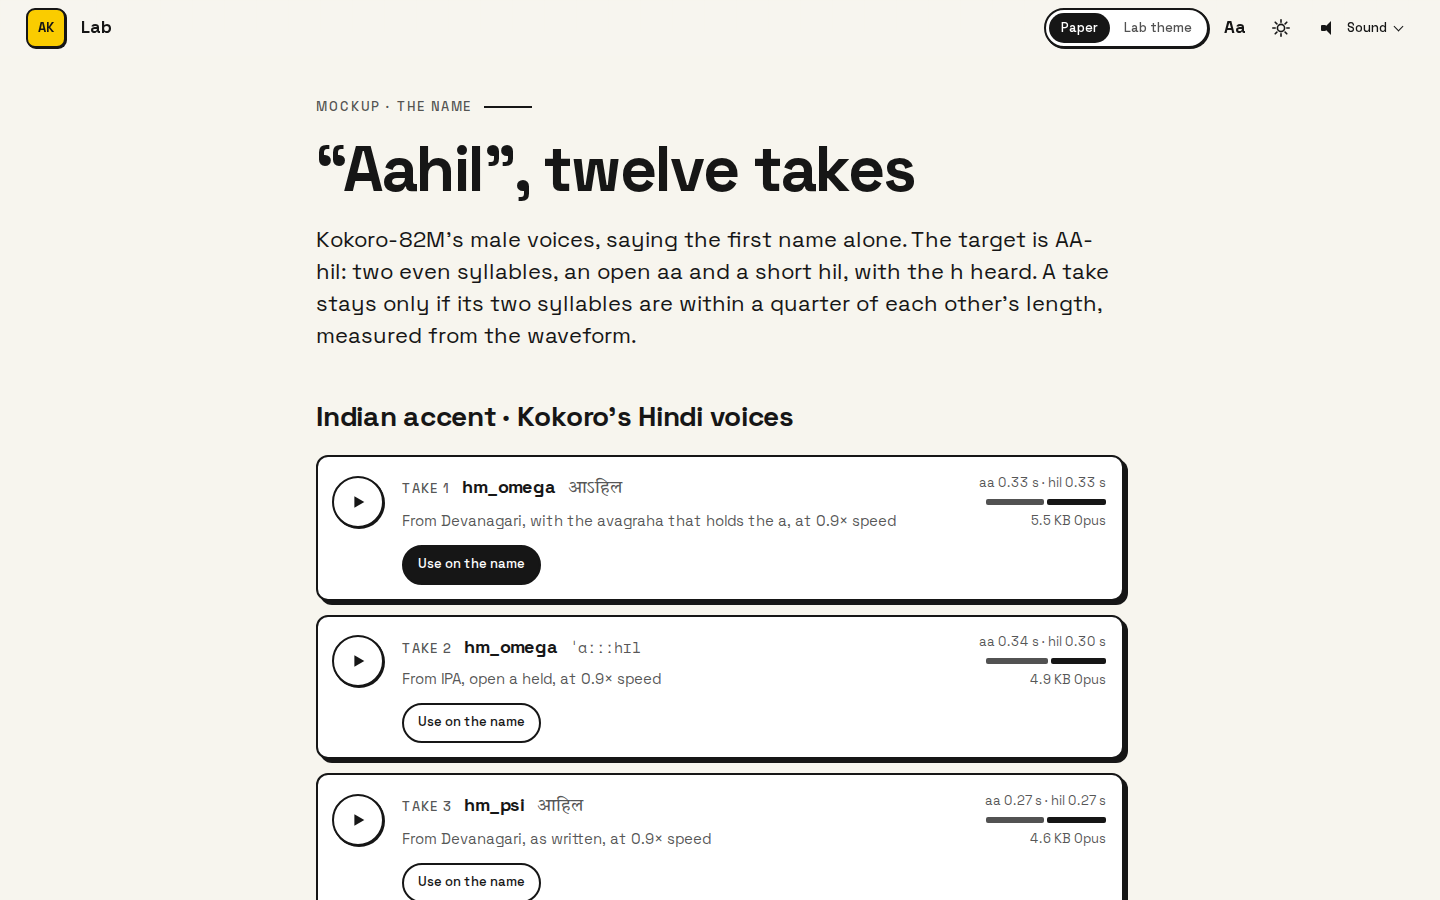 AK Lab
Paper Lab theme Aa Sound
MOCKUP · THE NAME
“Aahil”, twelve takes
Kokoro-82M’s male voices, saying the first name alone. The target is AA-
hil: two even syllables, an open aa and a short hil, with the h heard. A take
stays only if its two syllables are within a quarter of each other’s length,
measured from the waveform.
Indian accent · Kokoro’s Hindi voices
TAKE 1 hm_omega आऽहिल
aa 0.33 s · hil 0.33 s
From Devanagari, with the avagraha that holds the a, at 0.9× speed
5.5 KB Opus
Use on the name
TAKE 2 hm_omega ˈɑːːːhɪl
aa 0.34 s · hil 0.30 s
From IPA, open a held, at 0.9× speed
4.9 KB Opus
Use on the name
TAKE 3 hm_psi आहिल
aa 0.27 s · hil 0.27 s
From Devanagari, as written, at 0.9× speed
4.6 KB Opus
Use on the name